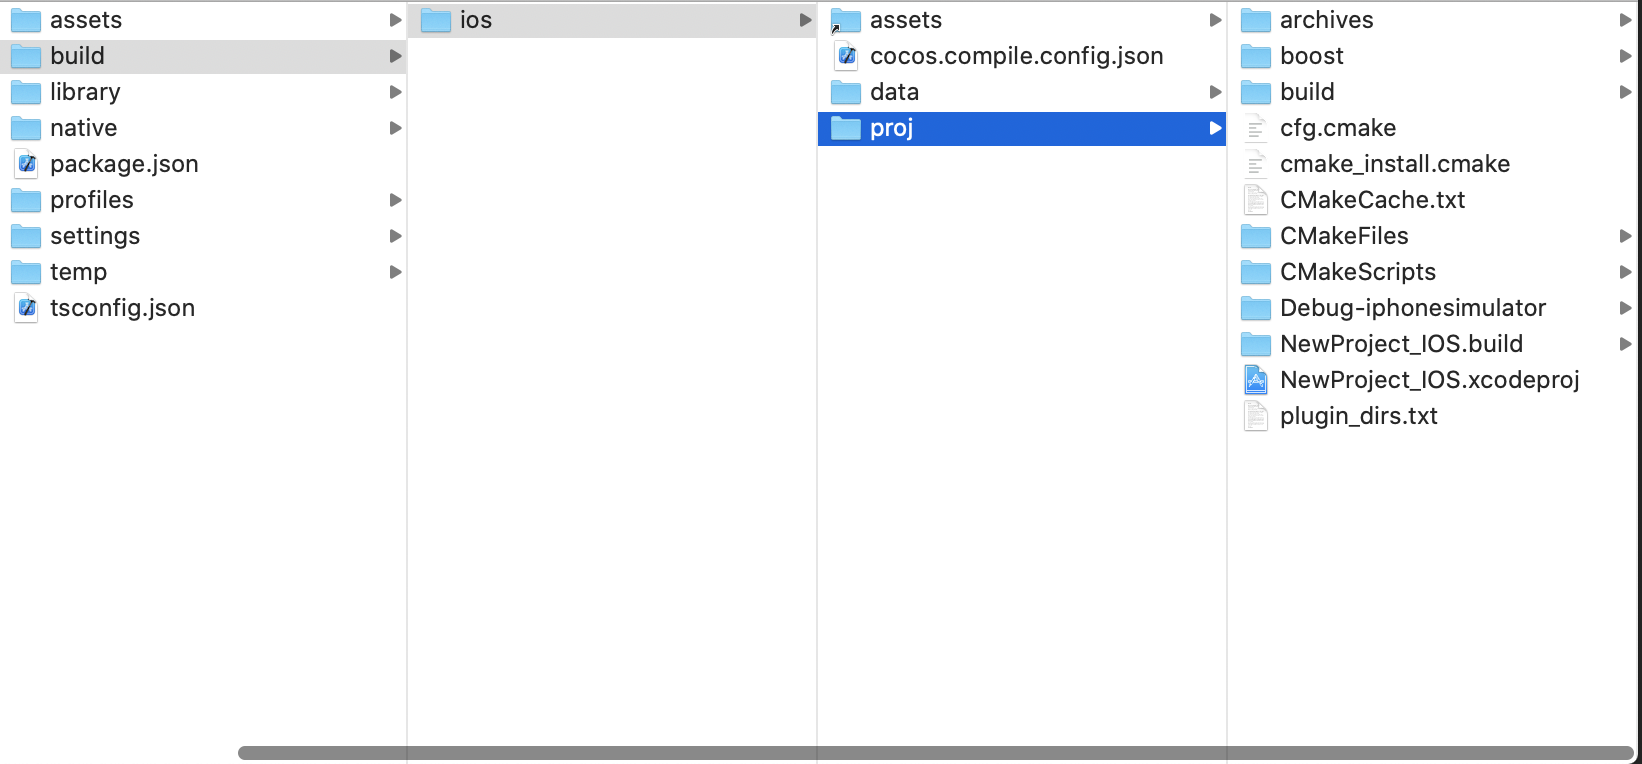 assets
build
library
native
package.json
profiles
settings
temp
tsconfig.json
ios
assets
cocos.compile.config.json
data
proj
archives
boost
build
cfg.cmake
cmake_install.cmake
CMakeCache.txt
CMakeFiles
CMakeScripts
Debug-iphonesimulator
NewProject_IOS.build
NewProject_IOS.xcodeproj
plugin_dirs.txt